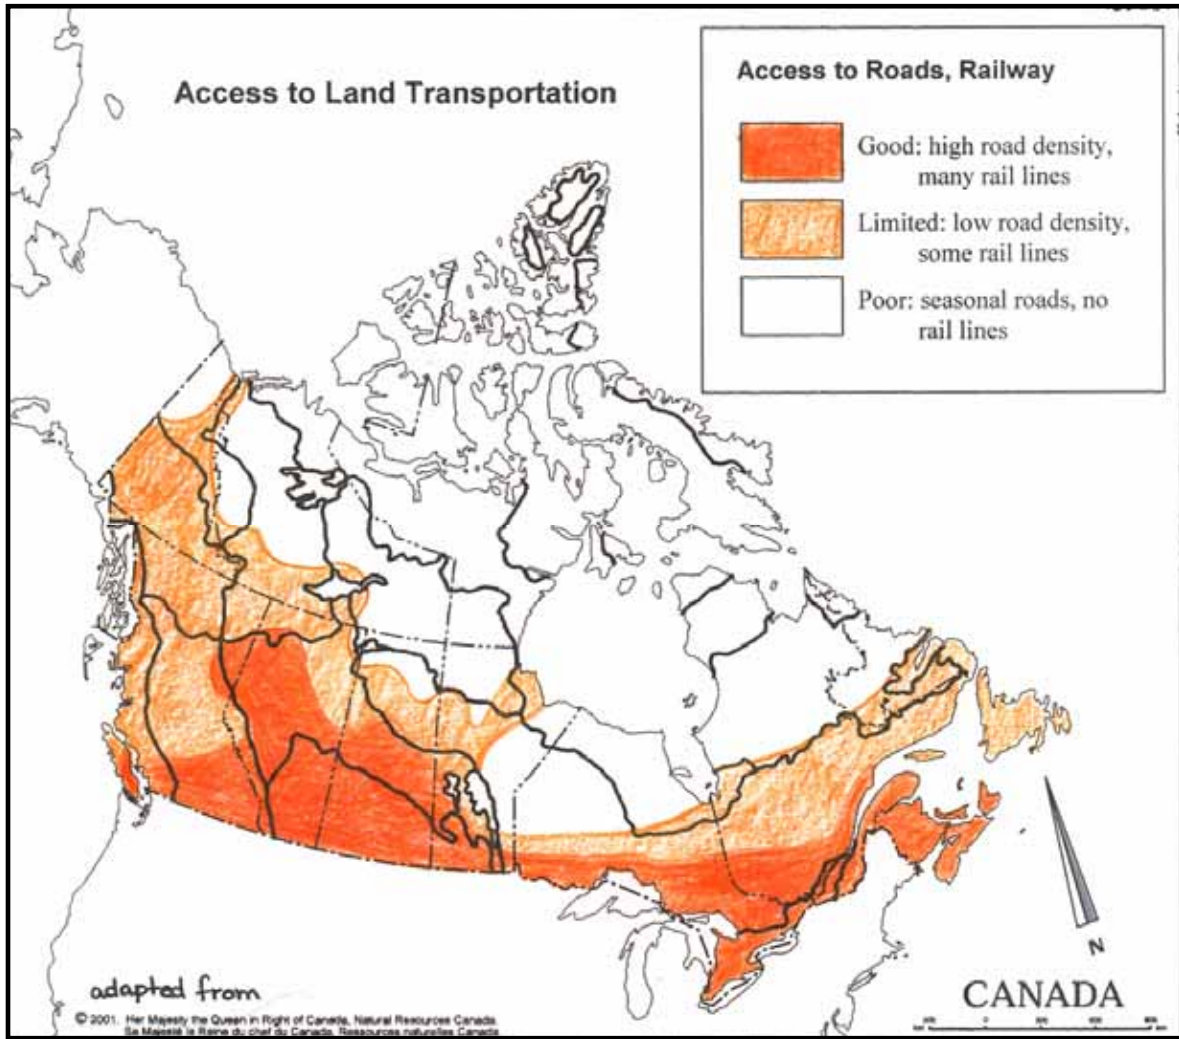 Access to Land Transportation
Access to Roads, Railway
Good: high road density,
many rail lines
Limited: low road density,
some rail lines
Poor: seasonal roads, no
rail lines
N
CANADA
adapted from
© 2001. Her Majesty the Queen in Right of Canada, Natural Resources Canada.
Sa Majesté la Reine du chef du Canada, Ressources naturelles Canada.